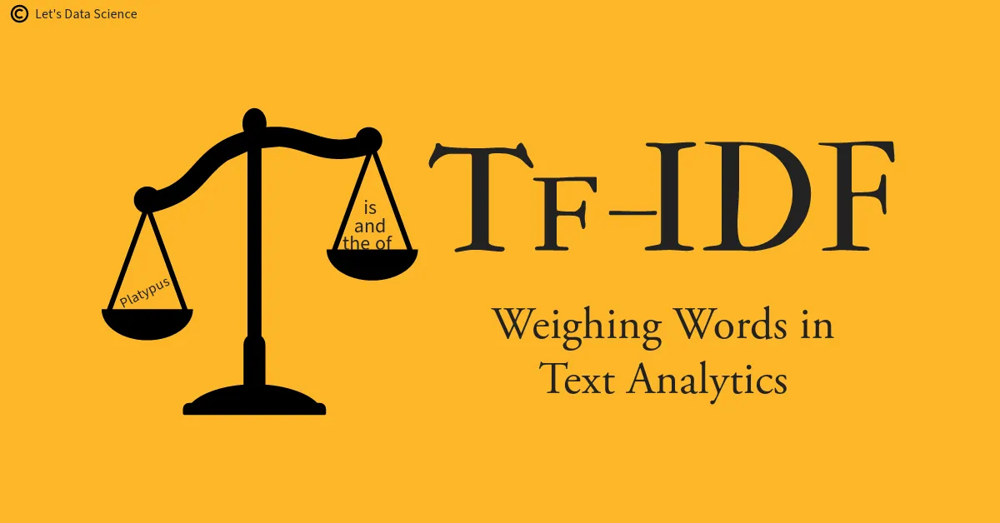 © Let's Data Science
is
and
the of
Platypus
TF-IDF
Weighing Words in
Text Analytics